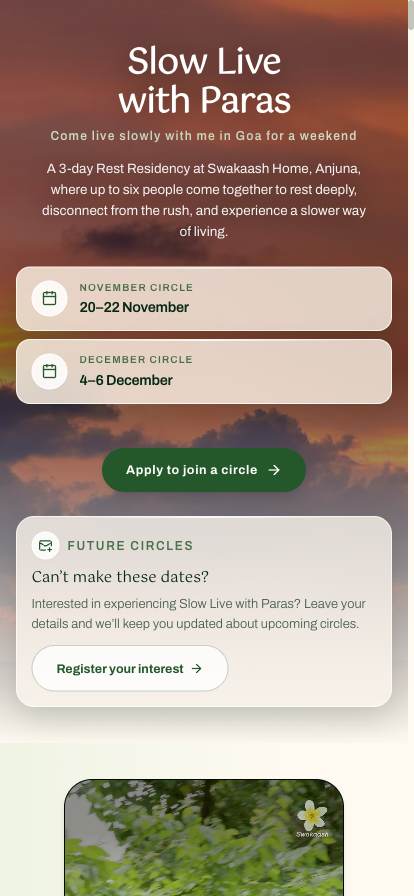 Slow Live
with Paras
Come live slowly with me in Goa for a weekend
A 3-day Rest Residency at Swakaash Home, Anjuna,
where up to six people come together to rest deeply,
disconnect from the rush, and experience a slower way
of living.
NOVEMBER CIRCLE
20–22 November
DECEMBER CIRCLE
4–6 December
Apply to join a circle →
FUTURE CIRCLES
Can’t make these dates?
Interested in experiencing Slow Live with Paras? Leave your
details and we’ll keep you updated about upcoming circles.
Register your interest →
Swakaash